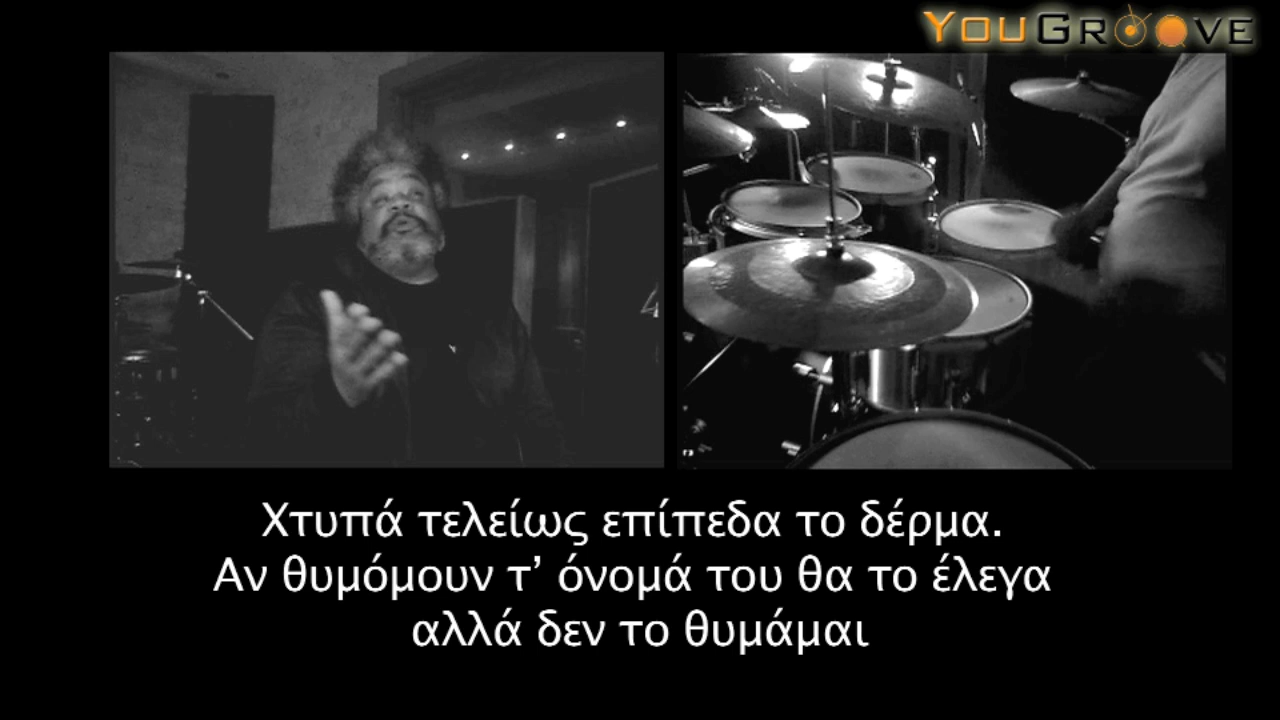 YouGroove
Χτυπά τελείως επίπεδα το δέρμα.
Αν θυμόμουν τ’ όνομά του θα το έλεγα
αλλά δεν το θυμάμαι